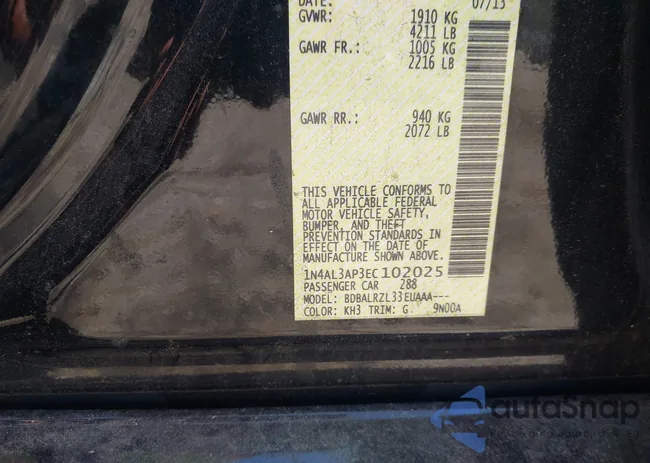 DATE: 07/13
GVWR: 1910 KG
4211 LB
GAWR FR.: 1005 KG
2216 LB
GAWR RR.: 940 KG
2072 LB
THIS VEHICLE CONFORMS TO
ALL APPLICABLE FEDERAL
MOTOR VEHICLE SAFETY,
BUMPER, AND THEFT
PREVENTION STANDARDS IN
EFFECT ON THE DATE OF
MANUFACTURE SHOWN ABOVE.
1N4AL3AP3EC102025
PASSENGER CAR 288
MODEL: BDBALRZL33EUAAA---
COLOR: KH3 TRIM: G 9N00A
autoSnap